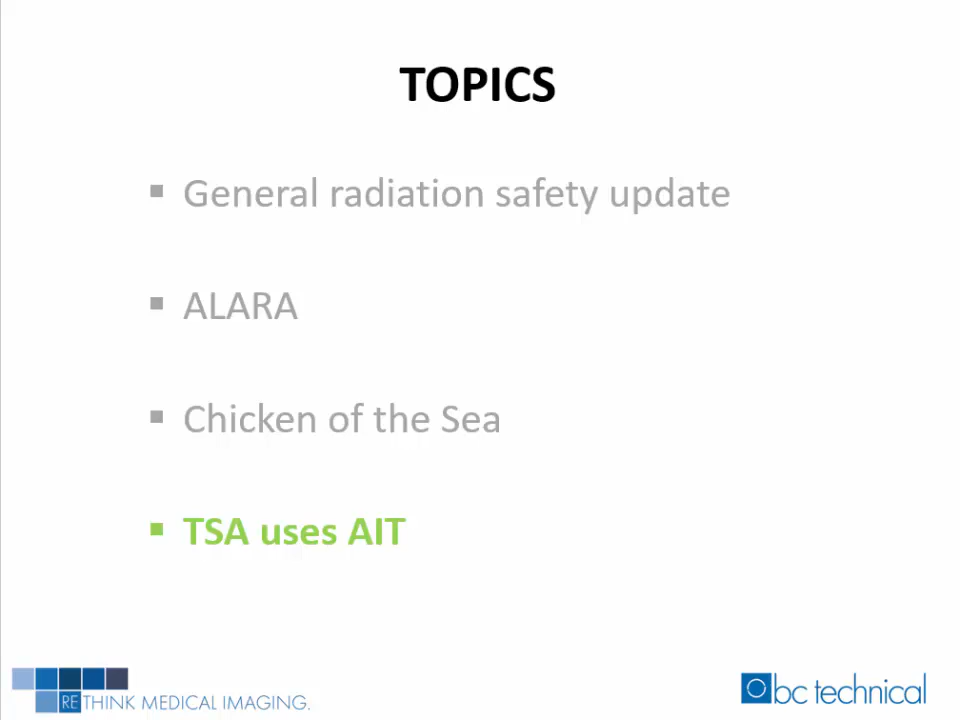 TOPICS
▪ General radiation safety update
▪ ALARA
▪ Chicken of the Sea
▪ TSA uses AIT
RETHINK MEDICAL IMAGING.
bc technical